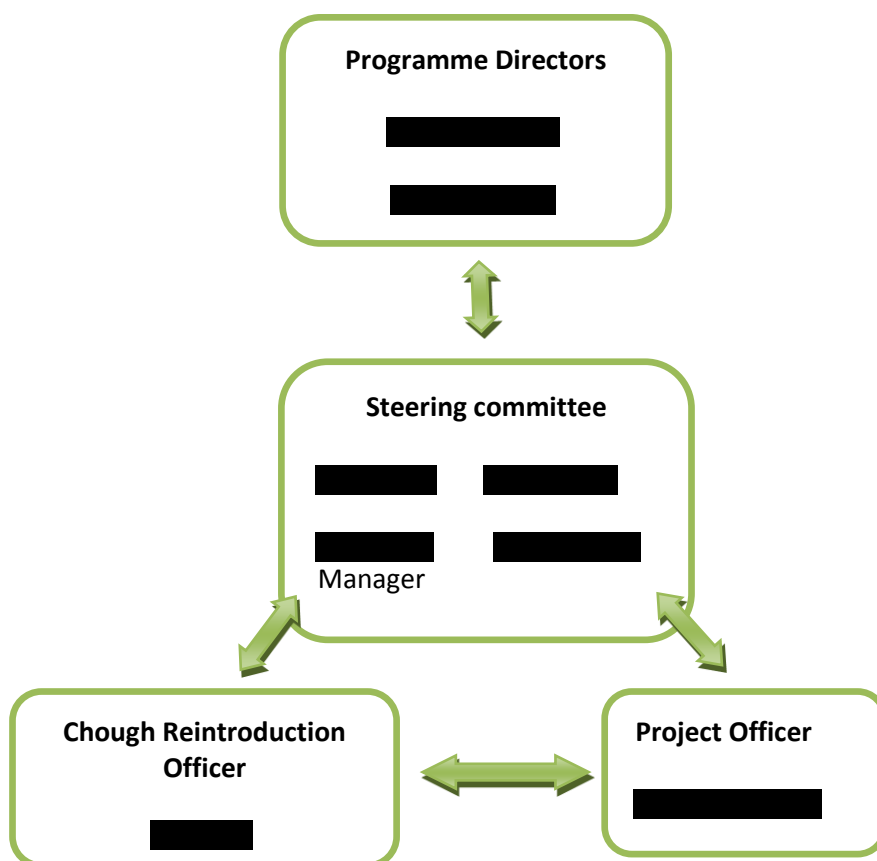 Programme Directors
Steering committee
Manager
Chough Reintroduction
Officer
Project Officer